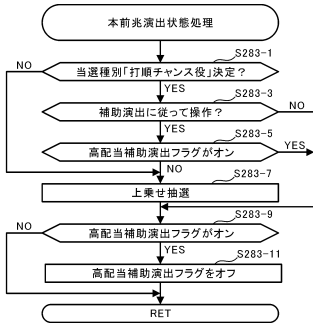 本前兆演出状態処理
S283-1
当選種別「打順チャンス役」決定？
NO
YES
S283-3
補助演出に従って操作？
NO
YES
S283-5
高配当補助演出フラグがオン
YES
NO
S283-7
上乗せ抽選
S283-9
高配当補助演出フラグがオン
NO
YES
S283-11
高配当補助演出フラグをオフ
RET